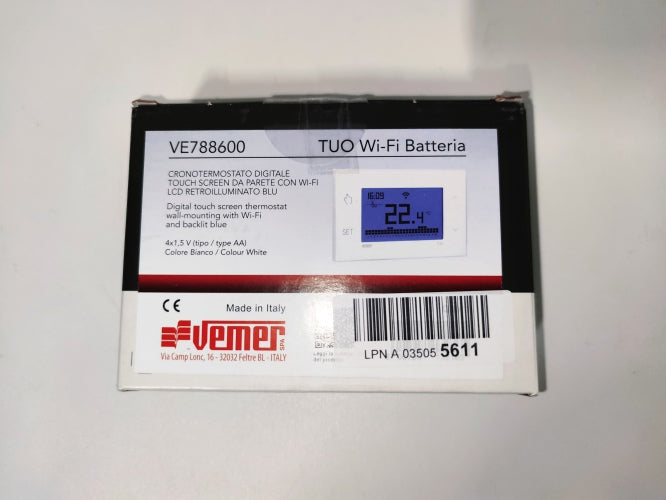 VE788600
TUO Wi-Fi Batteria
CRONOTERMOSTATO DIGITALE
TOUCH SCREEN DA PARETE CON WI-FI
LCD RETROILLUMINATO BLU
Digital touch screen thermostat
wall-mounting with Wi-Fi
and backlit blue
4x1,5 V (tipo / type AA)
Colore Bianco / Colour White
16:09
22.4°C
SET
CE
Made in Italy
vemer SPA
Via Camp Lonc, 16 - 32032 Feltre BL - ITALY
LPN A 03505 5611